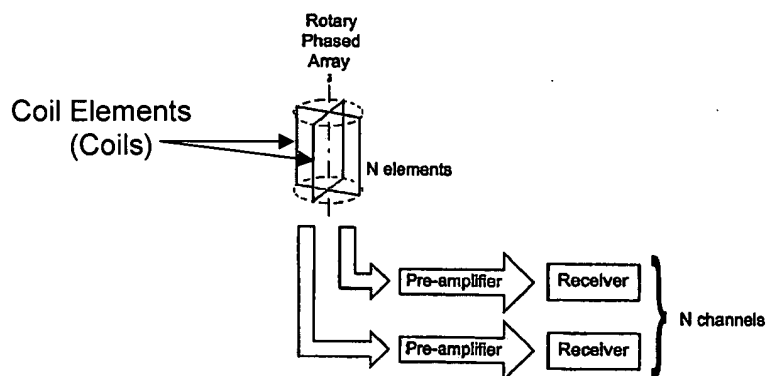 Rotary
Phased
Array
Coil Elements
(Coils)
N elements
Pre-amplifier
Receiver
N channels
Pre-amplifier
Receiver